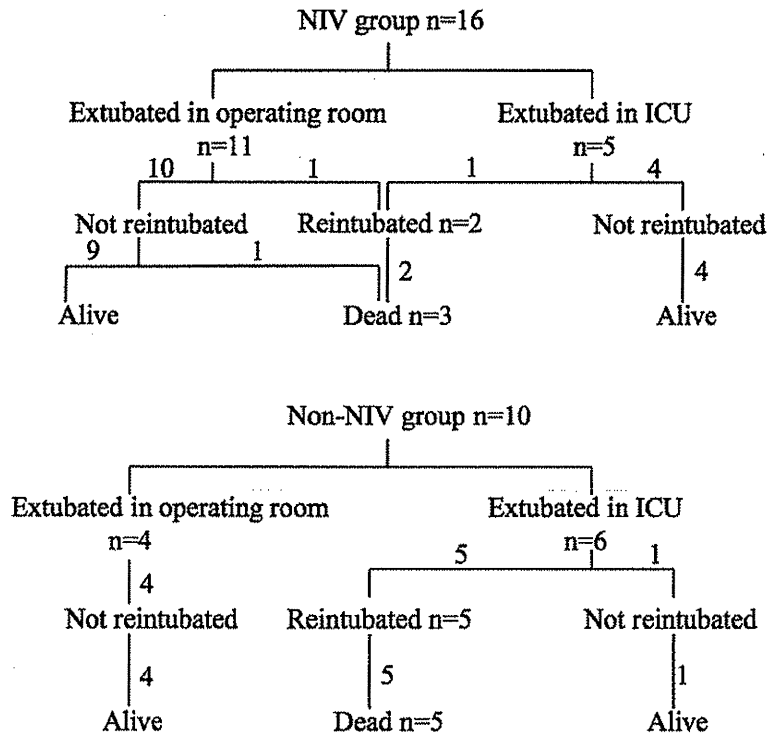 NIV group n=16
Extubated in operating room Extubated in ICU
n=11 n=5
10 1 1 4
Not reintubated Reintubated n=2 Not reintubated
9 1 2 4
Alive Dead n=3 Alive
Non-NIV group n=10
Extubated in operating room Extubated in ICU
n=4 n=6
5 1
4
Not reintubated Reintubated n=5 Not reintubated
4 5 1
Alive Dead n=5 Alive